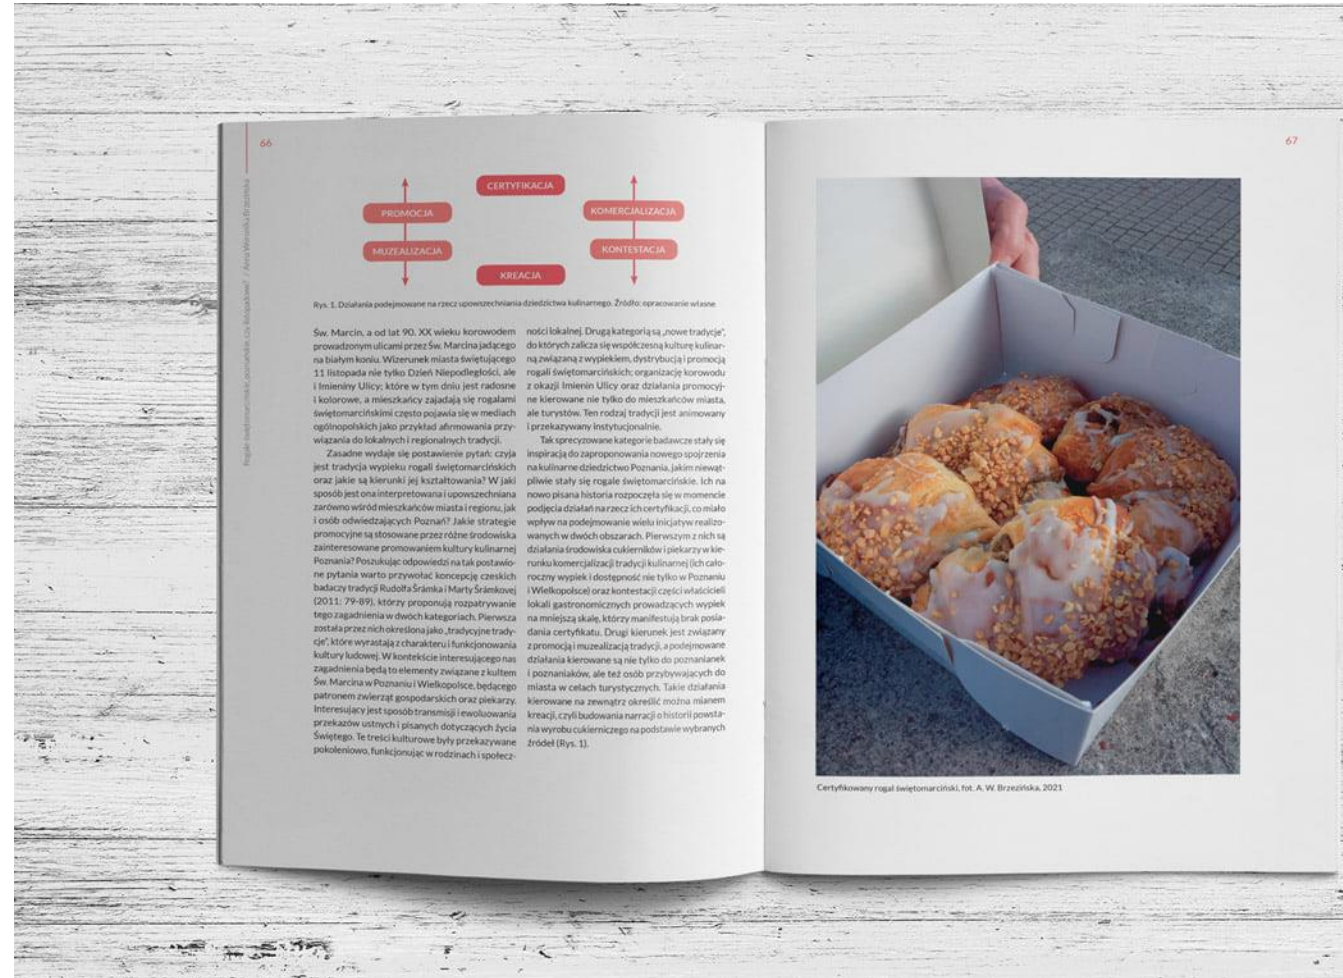 66
Rogale świętomarcińskie, poznańskie, czy listopadowe? / Anna Weronika Brzezińska
CERTYFIKACJA
PROMOCJA
KOMERCJALIZACJA
MUZEALIZACJA
KONTESTACJA
KREACJA
Rys. 1. Działania podejmowane na rzecz upowszechniania dziedzictwa kulinarnego. Źródło: opracowanie własne
Św. Marcin, a od lat 90. XX wieku korowodem
prowadzonym ulicami przez Św. Marcina jadącego
na białym koniu. Wizerunek miasta świętującego
11 listopada nie tylko Dzień Niepodległości, ale
i Imieniny Ulicy; które w tym dniu jest radosne
i kolorowe, a mieszkańcy zajadają się rogalami
świętomarcińskimi często pojawia się w mediach
ogólnopolskich jako przykład afirmowania przy-
wiązania do lokalnych i regionalnych tradycji.
Zasadne wydaje się postawienie pytań: czyja
jest tradycja wypieku rogali świętomarcińskich
oraz jakie są kierunki jej kształtowania? W jaki
sposób jest ona interpretowana i upowszechniana
zarówno wśród mieszkańców miasta i regionu, jak
i osób odwiedzających Poznań? Jakie strategie
promocyjne są stosowane przez różne środowiska
zainteresowane promowaniem kultury kulinarnej
Poznania? Poszukując odpowiedzi na tak postawio-
ne pytania warto przywołać koncepcję czeskich
badaczy tradycji Rudolfa Šrámka i Marty Šrámkovej
(2011: 79-89), którzy proponują rozpatrywanie
tego zagadnienia w dwóch kategoriach. Pierwsza
została przez nich określona jako „tradycyjne trady-
cje”, które wyrastają z charakteru i funkcjonowania
kultury ludowej. W kontekście interesującego nas
zagadnienia będą to elementy związane z kultem
Św. Marcina w Poznaniu i Wielkopolsce, będącego
patronem zwierząt gospodarskich oraz piekarzy.
Interesujący jest sposób transmisji i ewoluowania
przekazów ustnych i pisanych dotyczących życia
Świętego. Te treści kulturowe były przekazywane
pokoleniowo, funkcjonując w rodzinach i społecz-
ności lokalnej. Drugą kategorią są „nowe tradycje”,
do których zalicza się współczesną kulturę kulinar-
ną związaną z wypiekiem, dystrybucją i promocją
rogali świętomarcińskich; organizację korowodu
z okazji Imienin Ulicy oraz działania promocyj-
ne kierowane nie tylko do mieszkańców miasta,
ale turystów. Ten rodzaj tradycji jest animowany
i przekazywany instytucjonalnie.
Tak sprecyzowane kategorie badawcze stały się
inspiracją do zaproponowania nowego spojrzenia
na kulinarne dziedzictwo Poznania, jakim niewąt-
pliwie stały się rogale świętomarcińskie. Ich na
nowo pisana historia rozpoczęła się w momencie
podjęcia działań na rzecz ich certyfikacji, co miało
wpływ na podejmowanie wielu inicjatyw realizo-
wanych w dwóch obszarach. Pierwszym z nich są
działania środowiska cukierników i piekarzy w kie-
runku komercjalizacji tradycji kulinarnej (ich cało-
roczny wypiek i dostępność nie tylko w Poznaniu
i Wielkopolsce) oraz kontestacji części właścicieli
lokali gastronomicznych prowadzących wypiek
na mniejszą skalę, którzy manifestują brak posia-
dania certyfikatu. Drugi kierunek jest związany
z promocją i muzealizacją tradycji, a podejmowane
działania kierowane są nie tylko do poznanianek
i poznaniaków, ale też osób przybywających do
miasta w celach turystycznych. Takie działania
kierowane na zewnątrz określić można mianem
kreacji, czyli budowania narracji o historii powsta-
nia wyrobu cukierniczego na podstawie wybranych
źródeł (Rys. 1).
67
Certyfikowany rogal świętomarciński, fot. A. W. Brzezińska, 2021